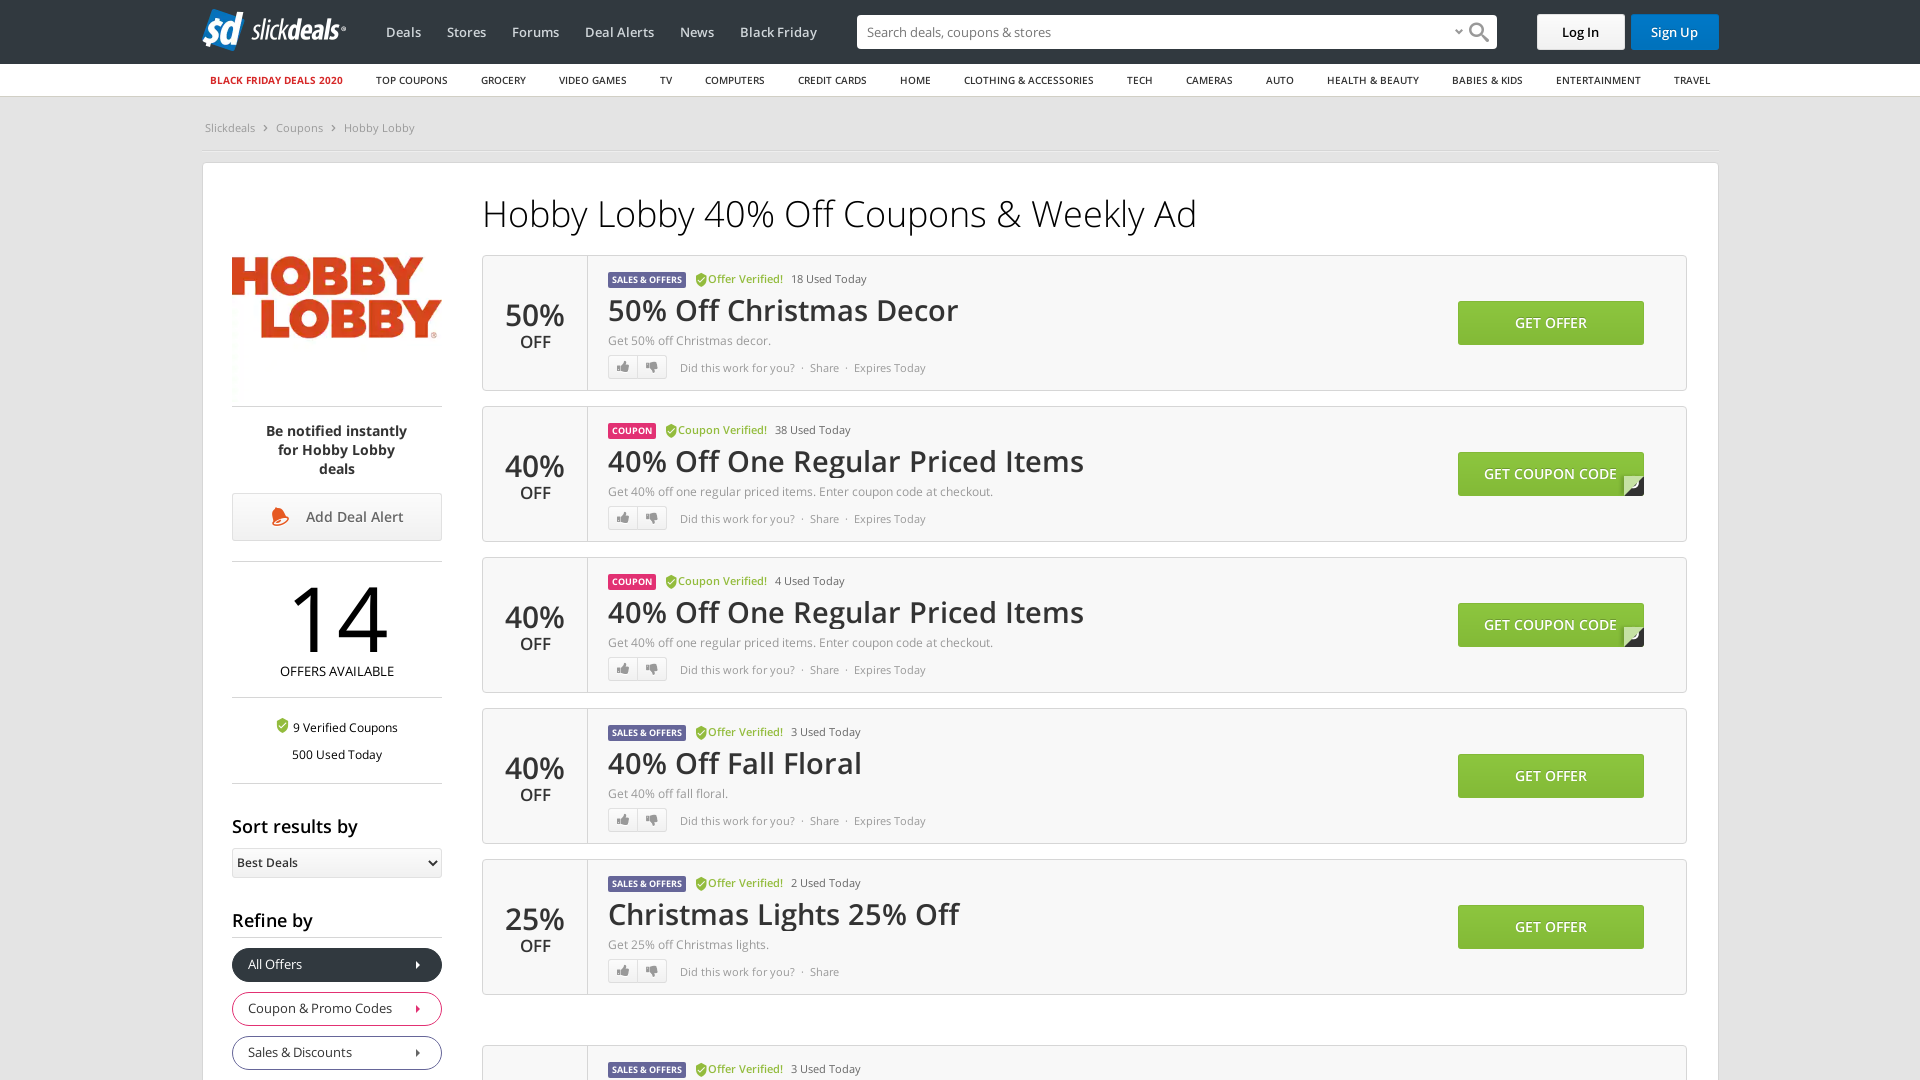 sd slickdeals®
Deals Stores Forums Deal Alerts News Black Friday
Search deals, coupons & stores
Log In Sign Up
BLACK FRIDAY DEALS 2020 TOP COUPONS GROCERY VIDEO GAMES TV COMPUTERS CREDIT CARDS HOME CLOTHING & ACCESSORIES TECH CAMERAS AUTO HEALTH & BEAUTY BABIES & KIDS ENTERTAINMENT TRAVEL
Slickdeals › Coupons › Hobby Lobby
HOBBY
LOBBY®
Be notified instantly
for Hobby Lobby
deals
Add Deal Alert
14
OFFERS AVAILABLE
9 Verified Coupons
500 Used Today
Sort results by
Best Deals
Refine by
All Offers
Coupon & Promo Codes
Sales & Discounts
Hobby Lobby 40% Off Coupons & Weekly Ad
50%
OFF
SALES & OFFERS Offer Verified! 18 Used Today
50% Off Christmas Decor
Get 50% off Christmas decor.
Did this work for you? · Share · Expires Today
GET OFFER
40%
OFF
COUPON Coupon Verified! 38 Used Today
40% Off One Regular Priced Items
Get 40% off one regular priced items. Enter coupon code at checkout.
Did this work for you? · Share · Expires Today
GET COUPON CODE
40%
OFF
COUPON Coupon Verified! 4 Used Today
40% Off One Regular Priced Items
Get 40% off one regular priced items. Enter coupon code at checkout.
Did this work for you? · Share · Expires Today
GET COUPON CODE
40%
OFF
SALES & OFFERS Offer Verified! 3 Used Today
40% Off Fall Floral
Get 40% off fall floral.
Did this work for you? · Share · Expires Today
GET OFFER
25%
OFF
SALES & OFFERS Offer Verified! 2 Used Today
Christmas Lights 25% Off
Get 25% off Christmas lights.
Did this work for you? · Share
GET OFFER
SALES & OFFERS Offer Verified! 3 Used Today